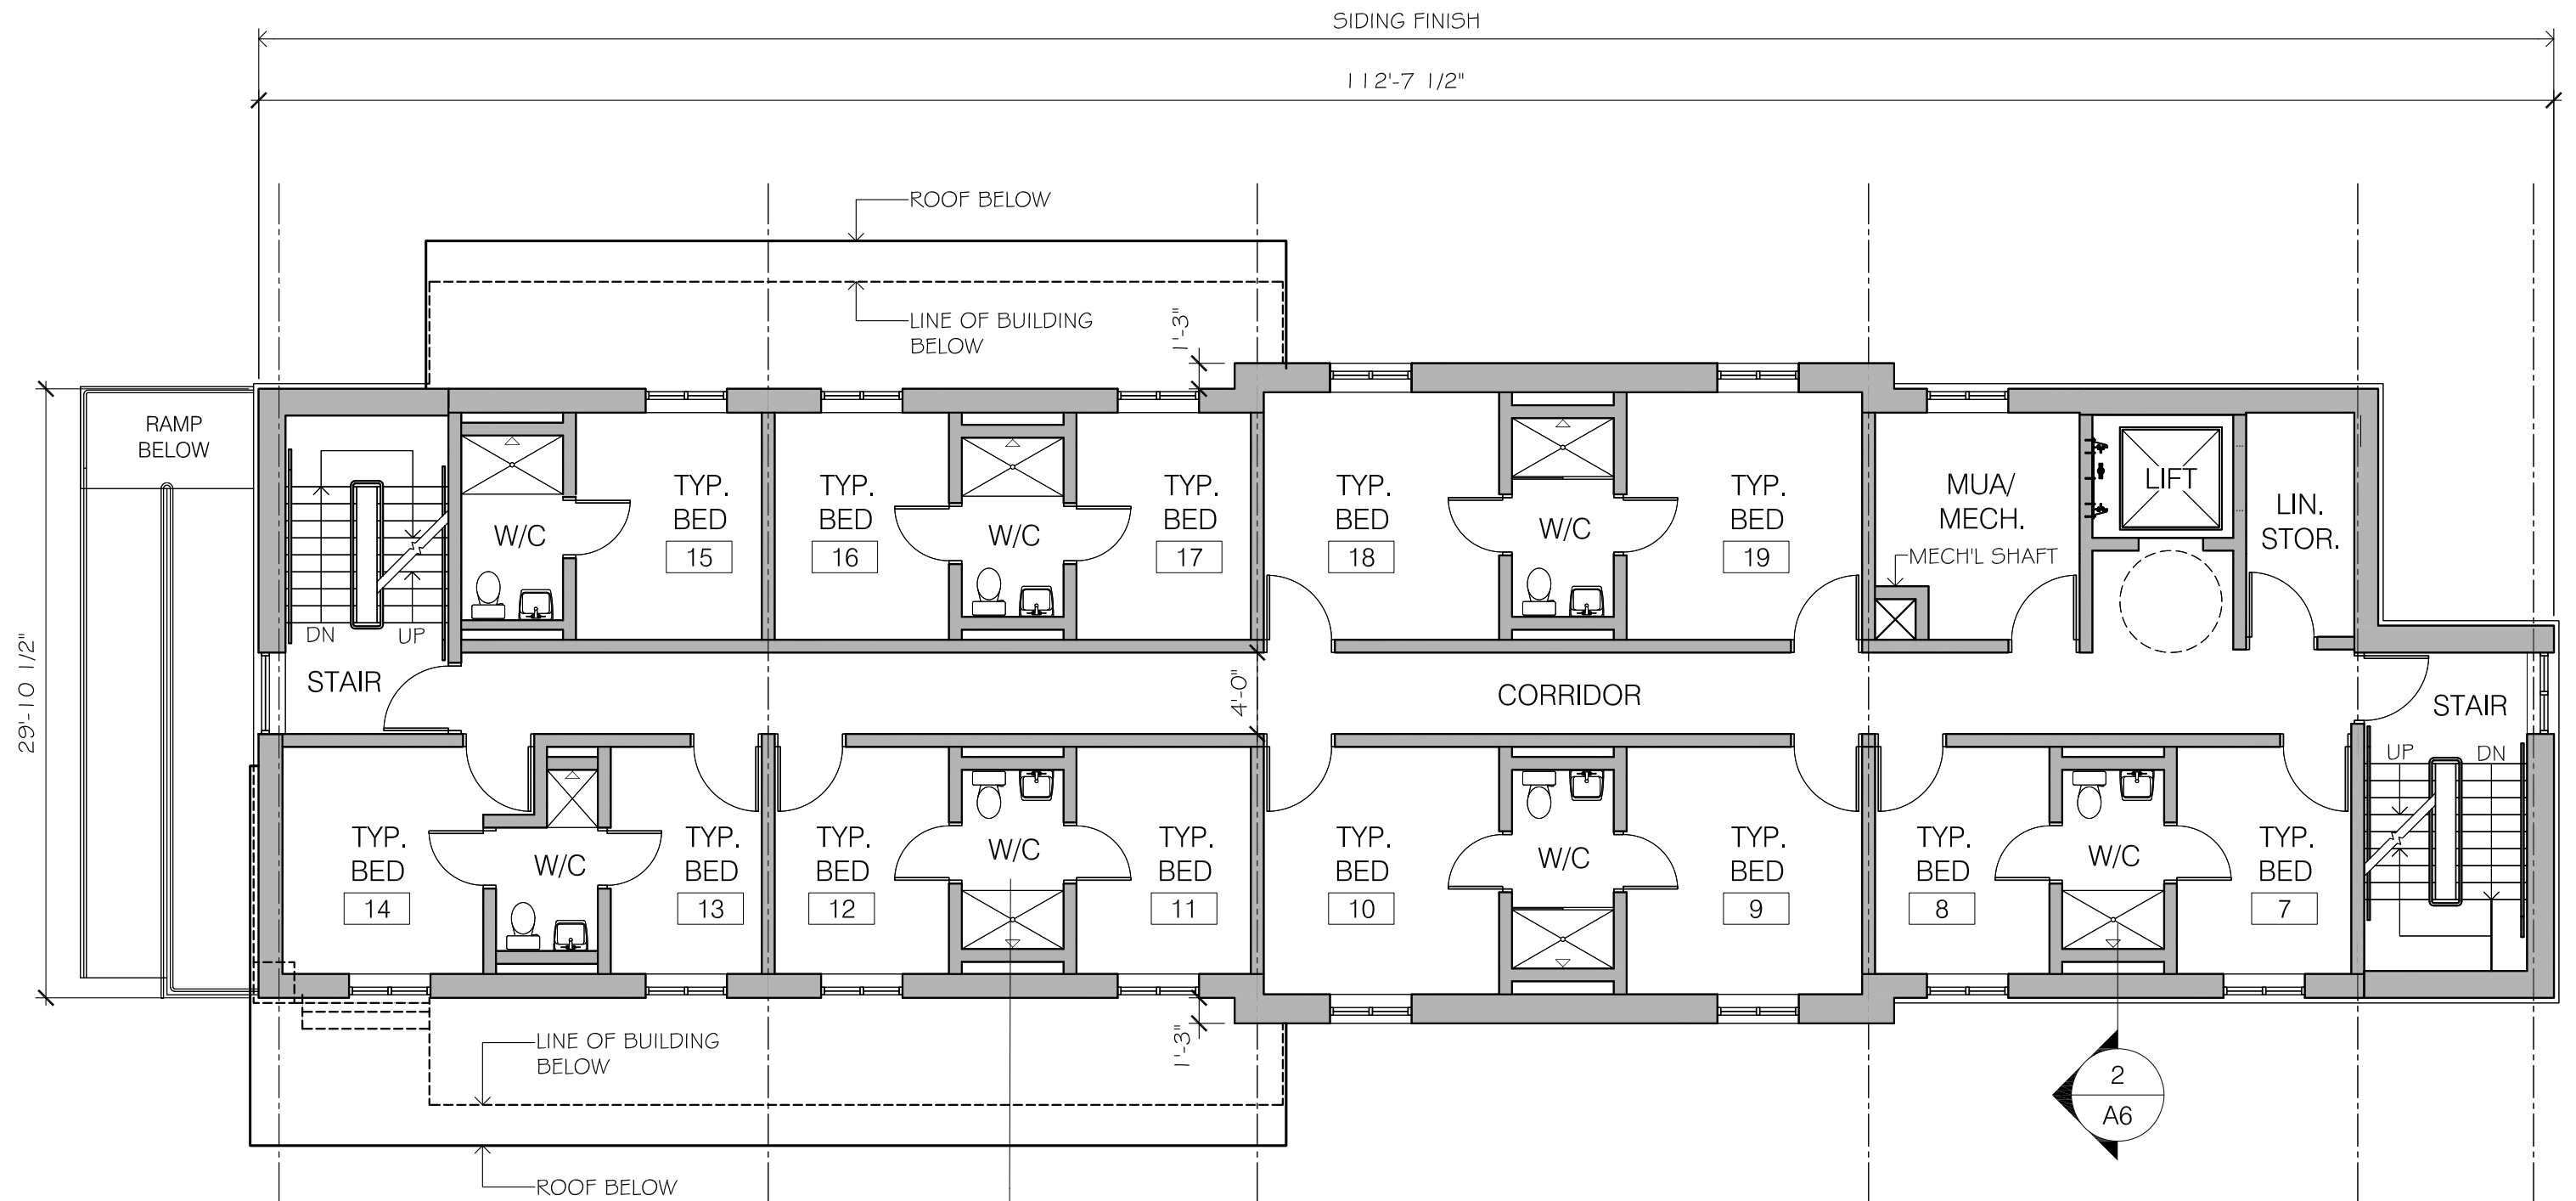 SIDING FINISH
112'-7 1/2"
ROOF BELOW
LINE OF BUILDING
BELOW
1'-3"
RAMP
BELOW
29'-10 1/2"
DN
UP
STAIR
W/C
TYP.
BED
15
TYP.
BED
16
W/C
TYP.
BED
17
TYP.
BED
18
W/C
TYP.
BED
19
MUA/
MECH.
MECH'L SHAFT
LIFT
LIN.
STOR.
4'-0"
CORRIDOR
STAIR
UP
DN
TYP.
BED
14
W/C
TYP.
BED
13
TYP.
BED
12
W/C
TYP.
BED
11
TYP.
BED
10
W/C
TYP.
BED
9
TYP.
BED
8
W/C
TYP.
BED
7
LINE OF BUILDING
BELOW
1'-3"
2
A6
ROOF BELOW